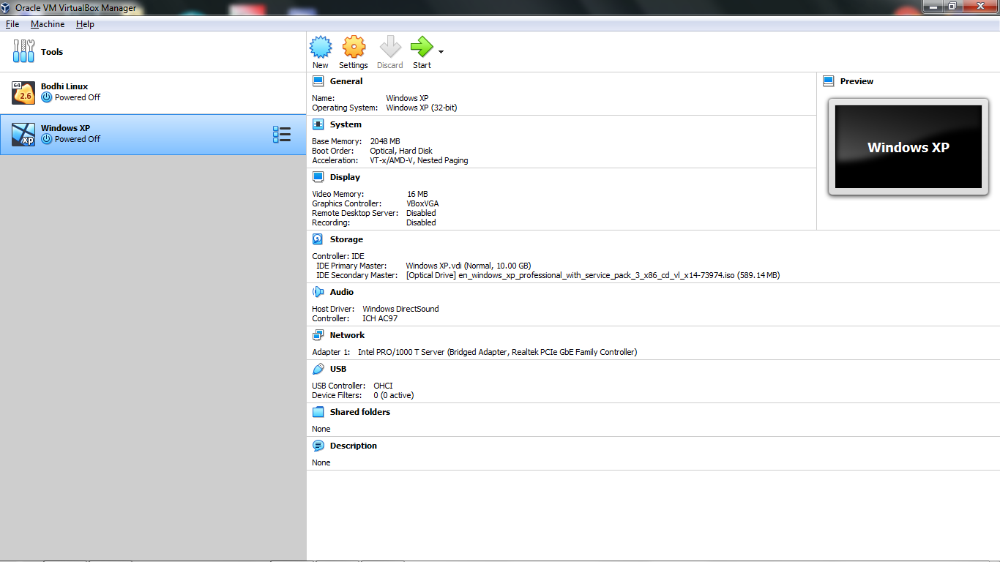 Oracle VM VirtualBox Manager
File Machine Help
Tools
New Settings Discard Start
64
2.6
Bodhi Linux
Powered Off
xp
Windows XP
Powered Off
General
Name: Windows XP
Operating System: Windows XP (32-bit)
System
Base Memory: 2048 MB
Boot Order: Optical, Hard Disk
Acceleration: VT-x/AMD-V, Nested Paging
Display
Video Memory: 16 MB
Graphics Controller: VBoxVGA
Remote Desktop Server: Disabled
Recording: Disabled
Preview
Windows XP
Storage
Controller: IDE
IDE Primary Master: Windows XP.vdi (Normal, 10.00 GB)
IDE Secondary Master: [Optical Drive] en_windows_xp_professional_with_service_pack_3_x86_cd_vl_x14-73974.iso (589.14 MB)
Audio
Host Driver: Windows DirectSound
Controller: ICH AC97
Network
Adapter 1: Intel PRO/1000 T Server (Bridged Adapter, Realtek PCIe GbE Family Controller)
USB
USB Controller: OHCI
Device Filters: 0 (0 active)
Shared folders
None
Description
None